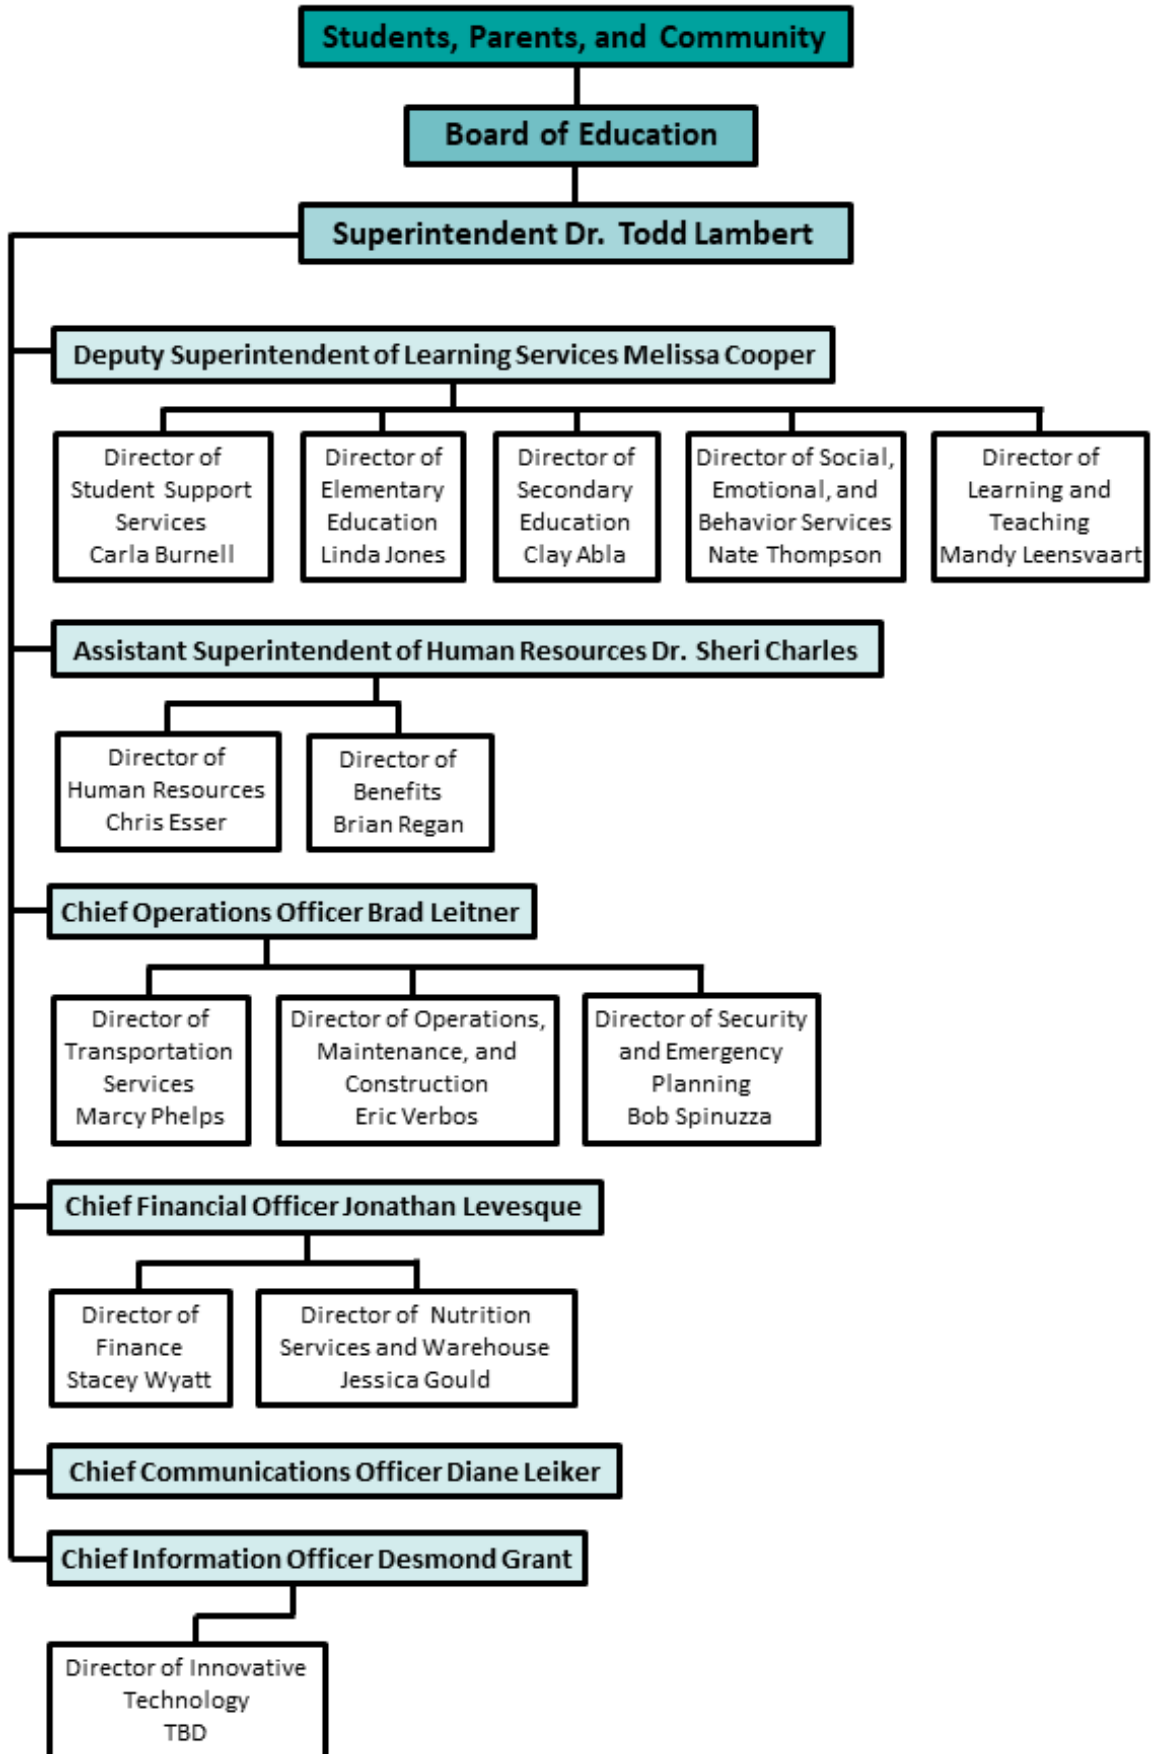 Students, Parents, and Community
Board of Education
Superintendent Dr. Todd Lambert
Deputy Superintendent of Learning Services Melissa Cooper
Director of
Student Support
Services
Carla Burnell
Director of
Elementary
Education
Linda Jones
Director of
Secondary
Education
Clay Abla
Director of Social,
Emotional, and
Behavior Services
Nate Thompson
Director of
Learning and
Teaching
Mandy Leensvaart
Assistant Superintendent of Human Resources Dr. Sheri Charles
Director of
Human Resources
Chris Esser
Director of
Benefits
Brian Regan
Chief Operations Officer Brad Leitner
Director of
Transportation
Services
Marcy Phelps
Director of Operations,
Maintenance, and
Construction
Eric Verbos
Director of Security
and Emergency
Planning
Bob Spinuzza
Chief Financial Officer Jonathan Levesque
Director of
Finance
Stacey Wyatt
Director of Nutrition
Services and Warehouse
Jessica Gould
Chief Communications Officer Diane Leiker
Chief Information Officer Desmond Grant
Director of Innovative
Technology
TBD